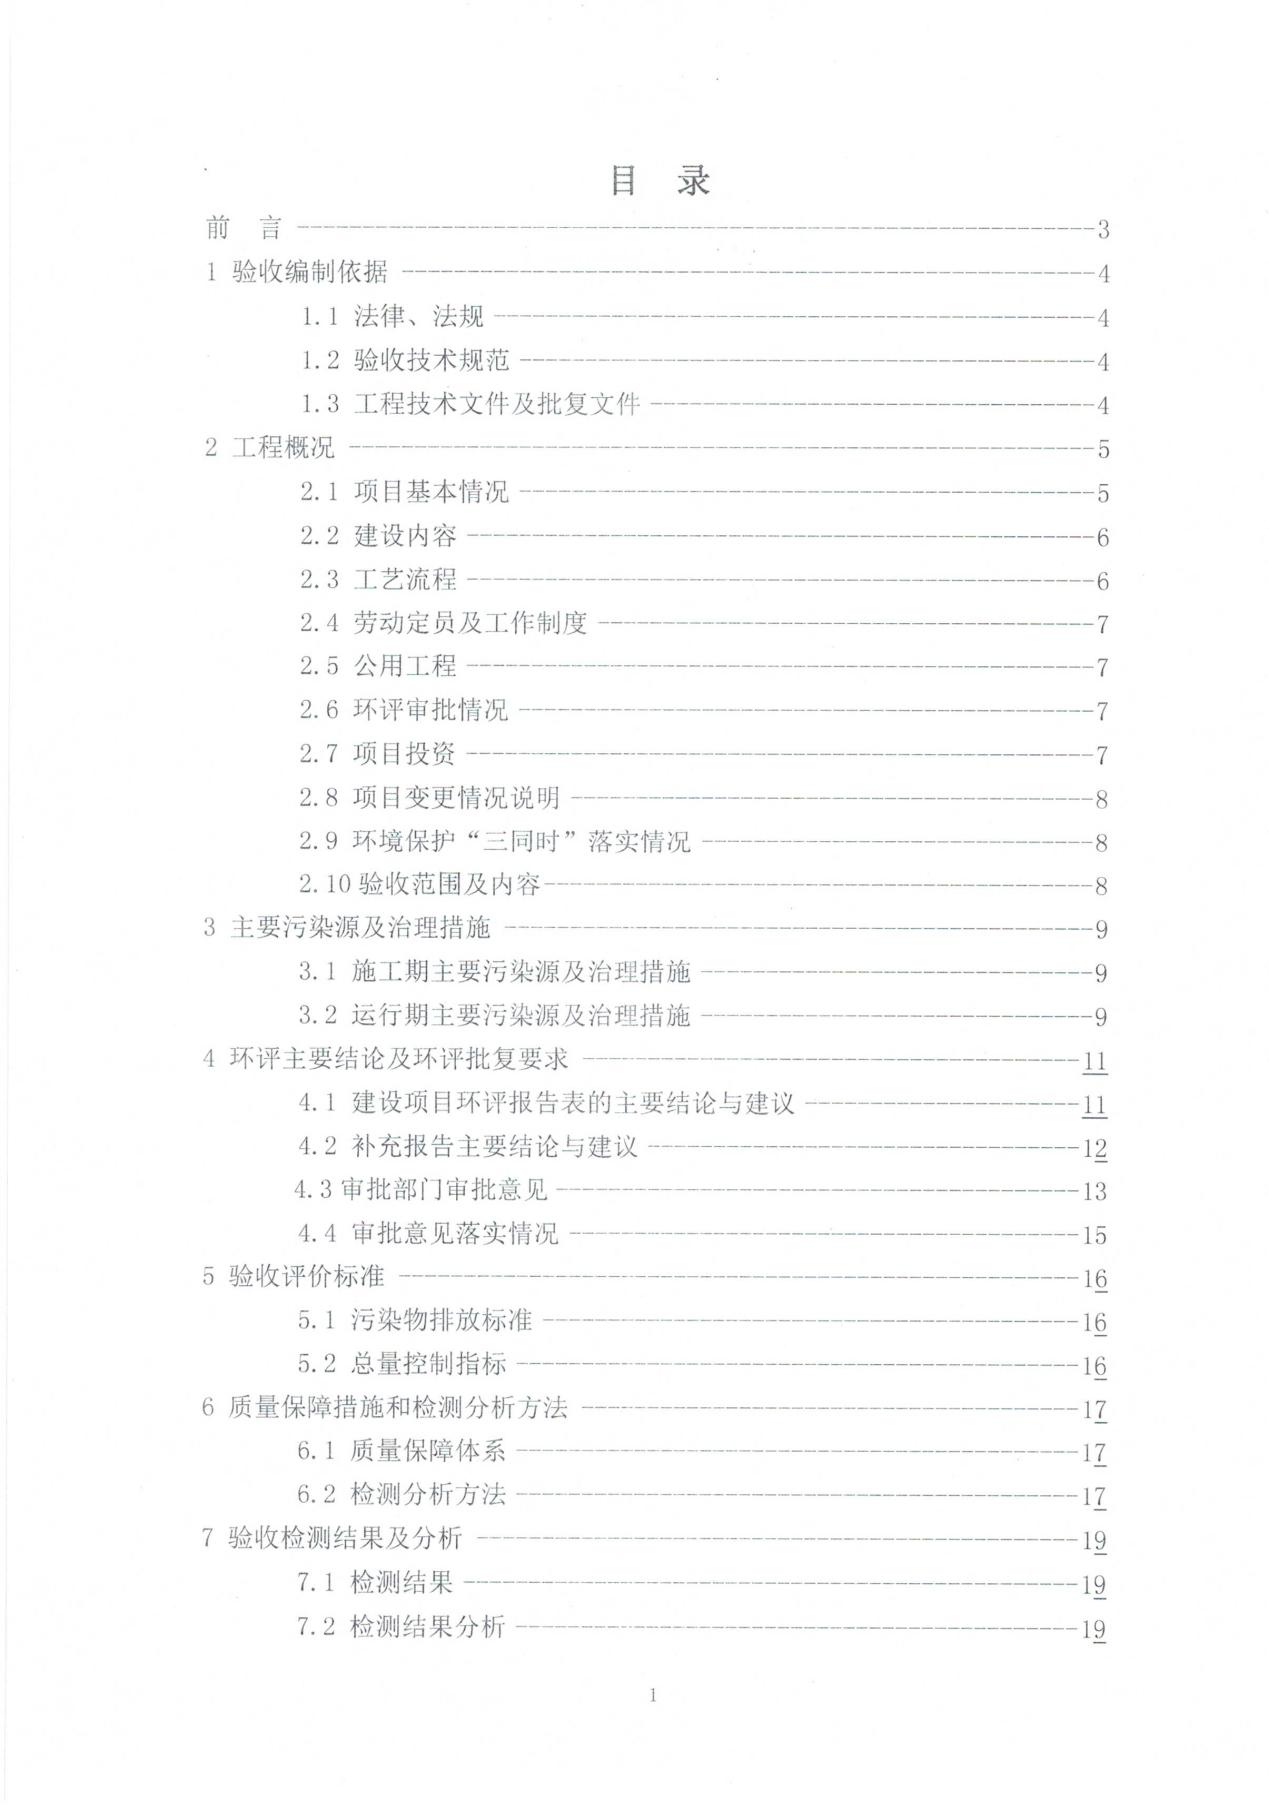 目 录
前 言 ------------------------------3
1 验收编制依据 ------------------------------4
1.1 法律、法规 ------------------------------4
1.2 验收技术规范 ------------------------------4
1.3 工程技术文件及批复文件 ------------------------------4
2 工程概况 ------------------------------5
2.1 项目基本情况 ------------------------------5
2.2 建设内容 ------------------------------6
2.3 工艺流程 ------------------------------6
2.4 劳动定员及工作制度 ------------------------------7
2.5 公用工程 ------------------------------7
2.6 环评审批情况 ------------------------------7
2.7 项目投资 ------------------------------7
2.8 项目变更情况说明 ------------------------------8
2.9 环境保护“三同时”落实情况 ------------------------------8
2.10验收范围及内容------------------------------8
3 主要污染源及治理措施 ------------------------------9
3.1 施工期主要污染源及治理措施 ------------------------------9
3.2 运行期主要污染源及治理措施 ------------------------------9
4 环评主要结论及环评批复要求 ------------------------------11
4.1 建设项目环评报告表的主要结论与建议 ------------------------------11
4.2 补充报告主要结论与建议 ------------------------------12
4.3审批部门审批意见 ------------------------------13
4.4 审批意见落实情况 ------------------------------15
5 验收评价标准 ------------------------------16
5.1 污染物排放标准 ------------------------------16
5.2 总量控制指标 ------------------------------16
6 质量保障措施和检测分析方法 ------------------------------17
6.1 质量保障体系 ------------------------------17
6.2 检测分析方法 ------------------------------17
7 验收检测结果及分析 ------------------------------19
7.1 检测结果 ------------------------------19
7.2 检测结果分析 ------------------------------19
1